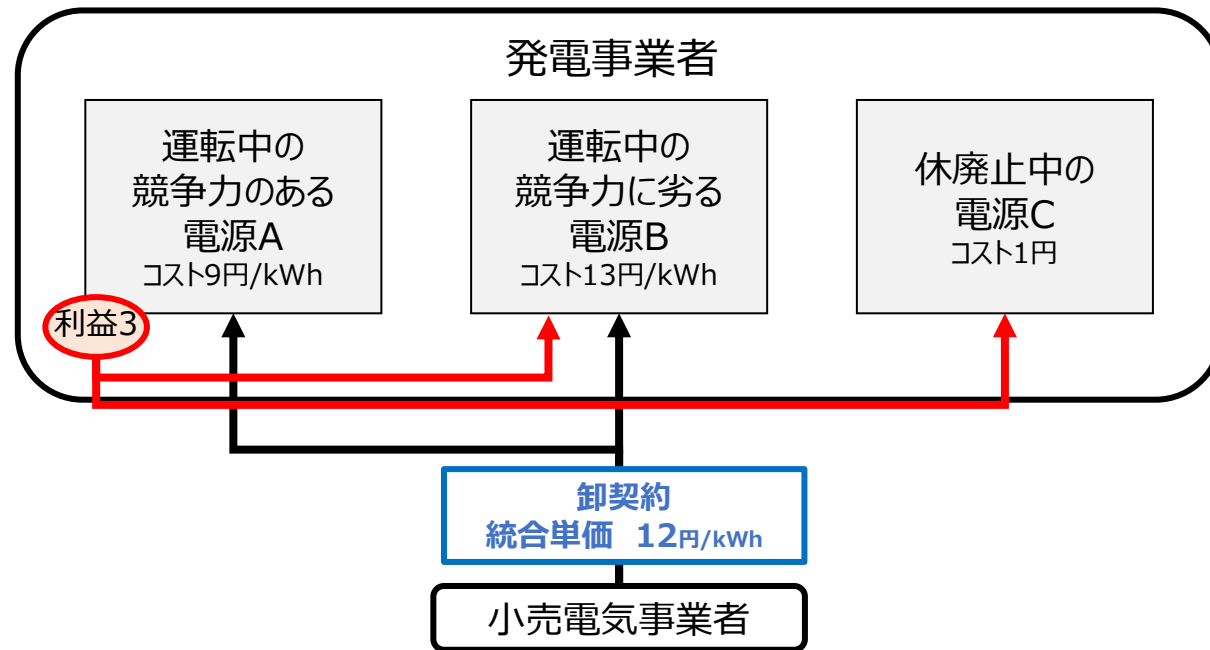 発電事業者
運転中の
競争力のある
電源A
コスト9円/kWh
運転中の
競争力に劣る
電源B
コスト13円/kWh
休廃止中の
電源C
コスト1円
利益3
卸契約
統合単価 12円/kWh
小売電気事業者